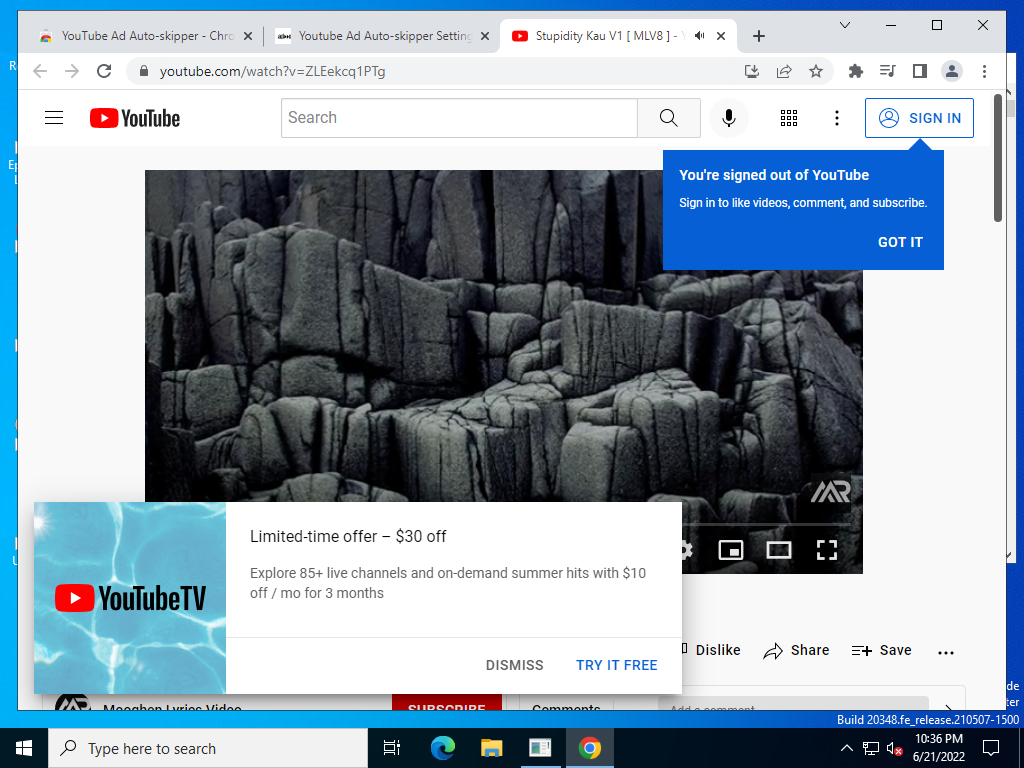 YouTube Ad Auto-skipper - Chro
Youtube Ad Auto-skipper Setting
Stupidity Kau V1 [ MLV8 ] - Y
youtube.com/watch?v=ZLEekcq1PTg
YouTube
Search
SIGN IN
You're signed out of YouTube
Sign in to like videos, comment, and subscribe.
GOT IT
MR
YouTubeTV
Limited-time offer – $30 off
Explore 85+ live channels and on-demand summer hits with $10
off / mo for 3 months
DISMISS
TRY IT FREE
Dislike
Share
Save
Mooghen Lyrics Video
SUBSCRIBE
Comments
Add a comment...
Build 20348.fe_release.210507-1500
Type here to search
10:36 PM
6/21/2022